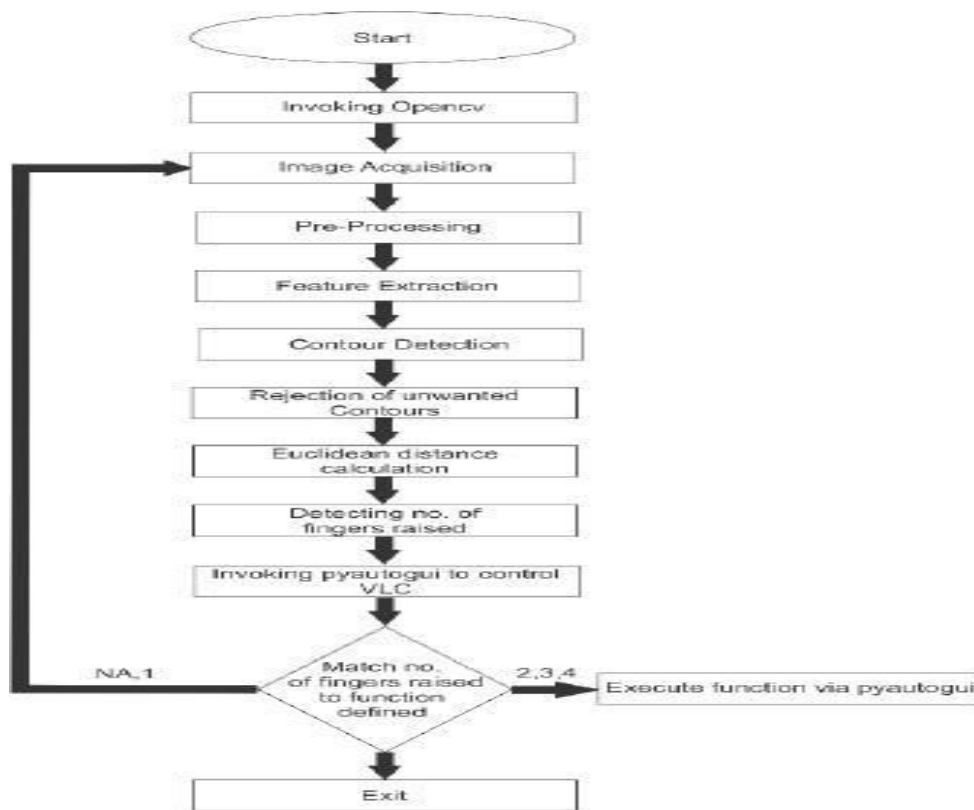 Start
Invoking Opencv
Image Acquisition
Pre-Processing
Feature Extraction
Contour Detection
Rejection of unwanted
Contours
Euclidean distance
calculation
Detecting no. of
fingers raised
Invoking pyautogui to control
VLC
Match no.
of fingers raised
to function
defined
NA,1
2,3,4
Execute function via pyautogui
Exit